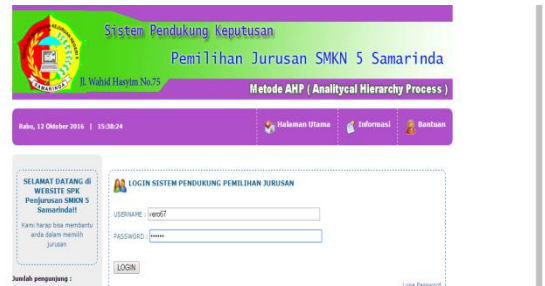 Sistem Pendukung Keputusan
Pemilihan Jurusan SMKN 5 Samarinda
Jl. Wahid Hasyim No.75
Metode AHP ( Analitycal Hierarchy Process )
Rabu, 12 Oktober 2016 | 15:38:24
Halaman Utama
Informasi
Bantuan
SELAMAT DATANG di
WEBSITE SPK
Penjurusan SMKN 5
Samarinda!!
Kami harap bisa membantu
anda dalam memilih
jurusan
Jumlah pengunjung :
LOGIN SISTEM PENDUKUNG PEMILIHAN JURUSAN
USERNAME : vero67
PASSWORD : ••••••
LOGIN
Lupa Password